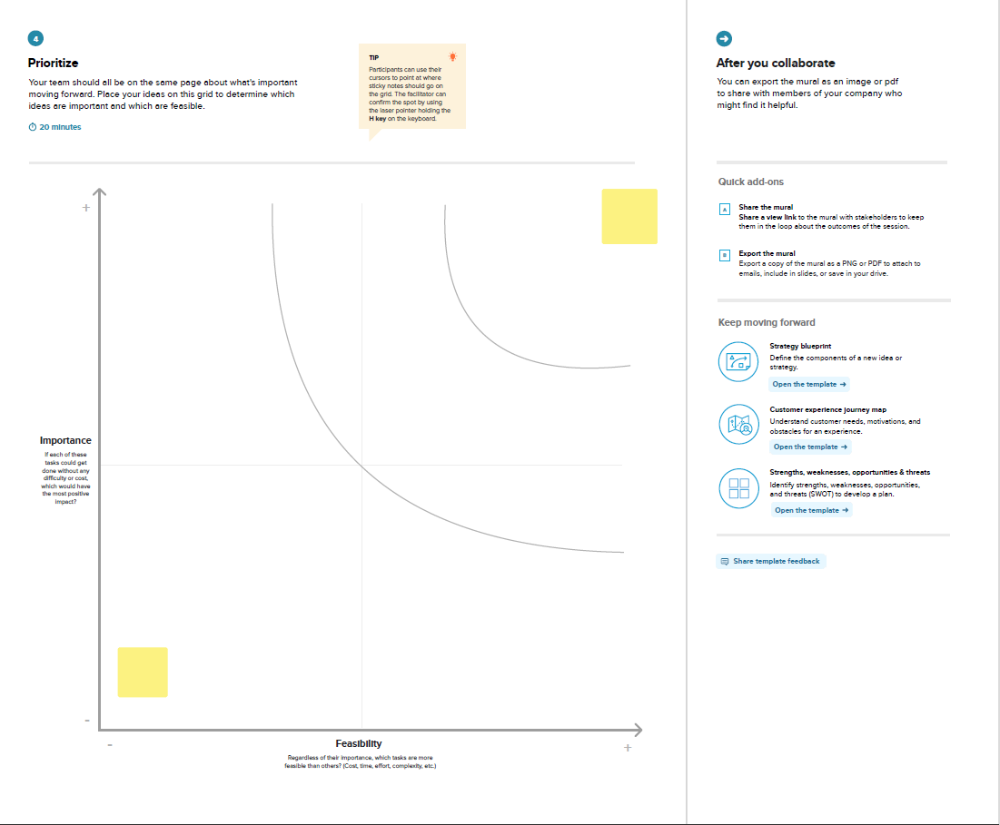 4
Prioritize
Your team should all be on the same page about what's important
moving forward. Place your ideas on this grid to determine which
ideas are important and which are feasible.
20 minutes
TIP
Participants can use their
cursors to point at where
sticky notes should go on
the grid. The facilitator can
confirm the spot by using
the laser pointer holding the
H key on the keyboard.
+
Importance
If each of these
tasks could get
done without any
difficulty or cost,
which would have
the most positive
impact?
-
-
Feasibility
+
Regardless of their importance, which tasks are more
feasible than others? (Cost, time, effort, complexity, etc.)
After you collaborate
You can export the mural as an image or pdf
to share with members of your company who
might find it helpful.
Quick add-ons
A
Share the mural
Share a view link to the mural with stakeholders to keep
them in the loop about the outcomes of the session.
B
Export the mural
Export a copy of the mural as a PNG or PDF to attach to
emails, include in slides, or save in your drive.
Keep moving forward
Strategy blueprint
Define the components of a new idea or
strategy.
Open the template →
Customer experience journey map
Understand customer needs, motivations, and
obstacles for an experience.
Open the template →
Strengths, weaknesses, opportunities & threats
Identify strengths, weaknesses, opportunities,
and threats (SWOT) to develop a plan.
Open the template →
Share template feedback